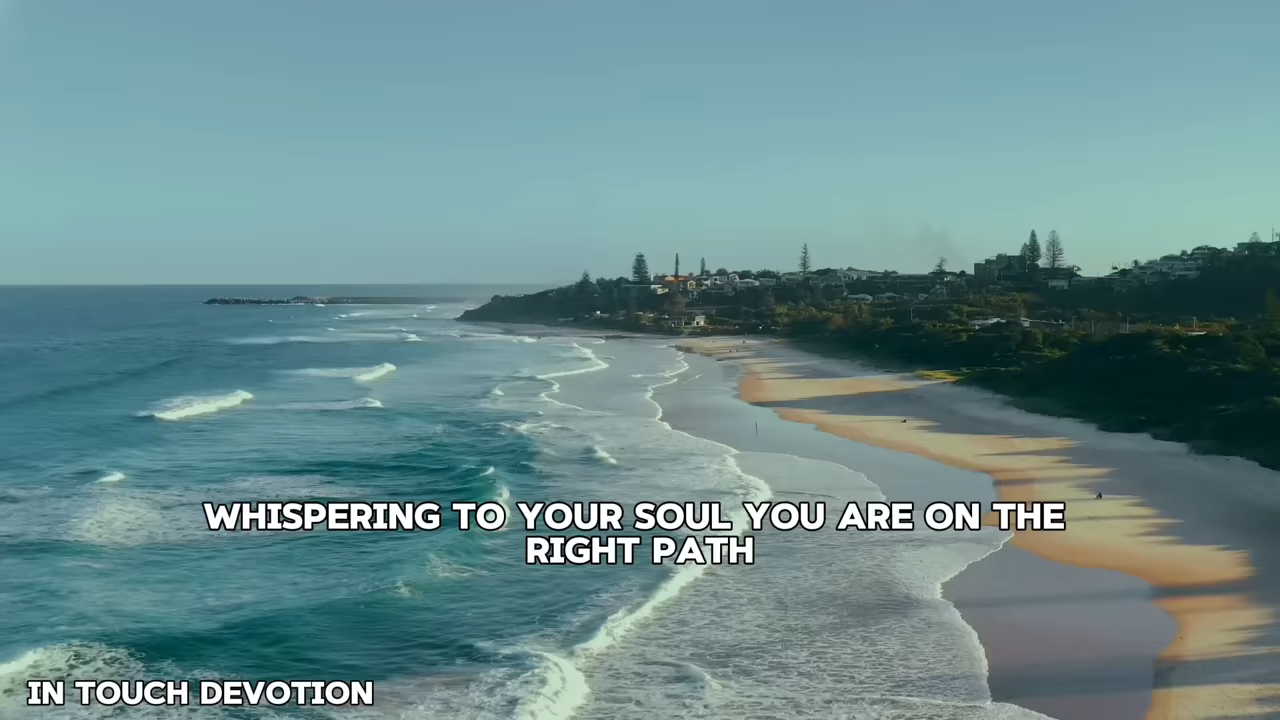 WHISPERING TO YOUR SOUL YOU ARE ON THE
RIGHT PATH
IN TOUCH DEVOTION